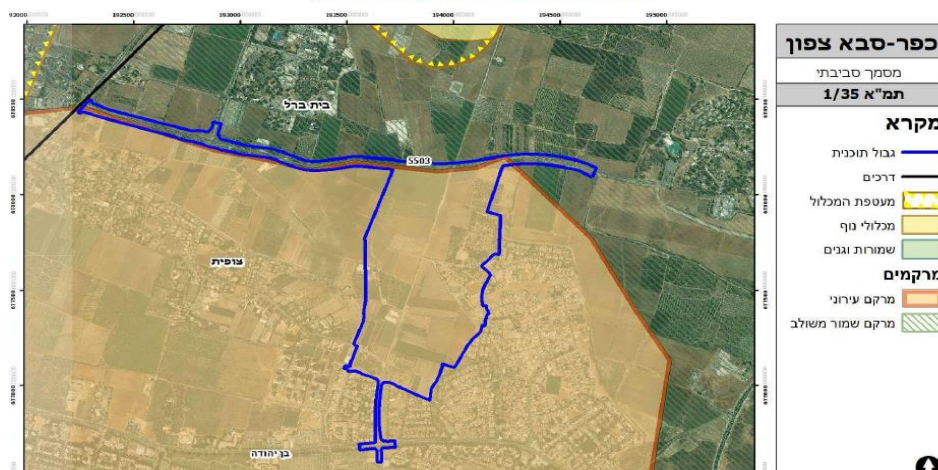 192500 193000 193500 194000 194500 195000
כפר-סבא צפון
מסמך סביבתי
תמ"א 1/35
מקרא
גבול תוכנית
דרכים
מעטפת המכלול
מכלולי נוף
שמורות וגנים
מרקמים
מרקם עירוני
מרקם שמור משולב
בית ברל
5503
צופית
בן יהודה